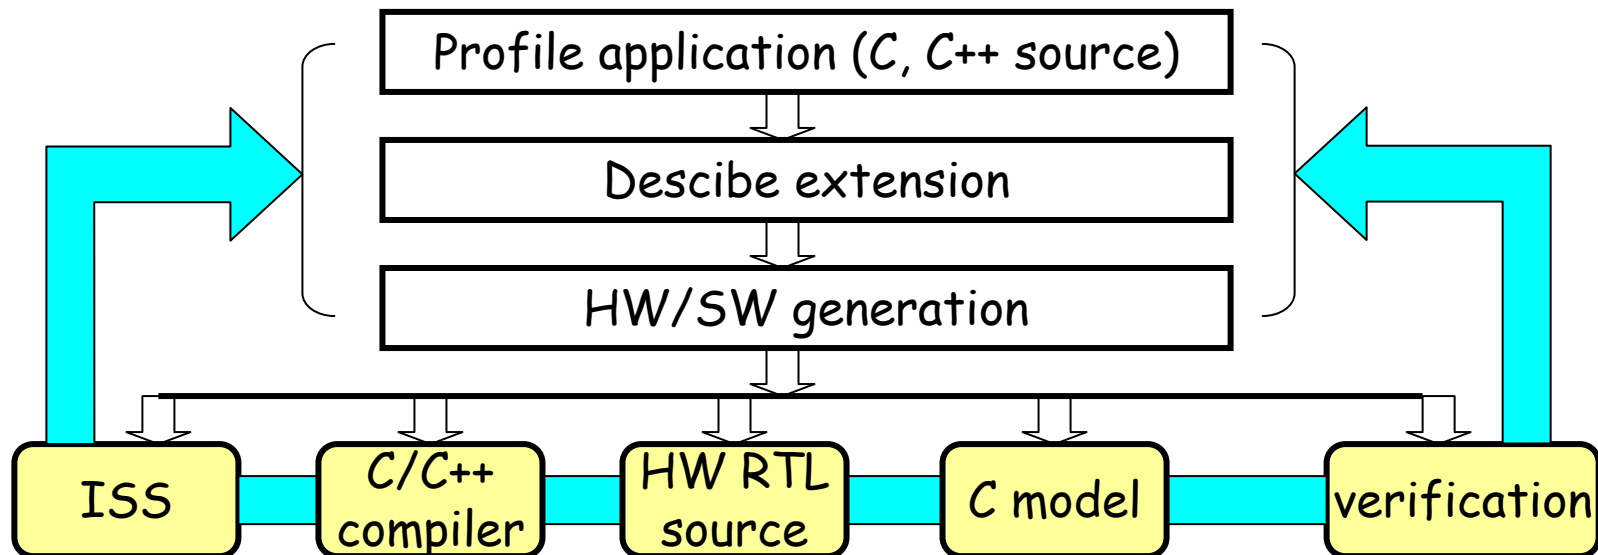 Profile application (C, C++ source)
Descibe extension
HW/SW generation
ISS
C/C++
compiler
HW RTL
source
C model
verification